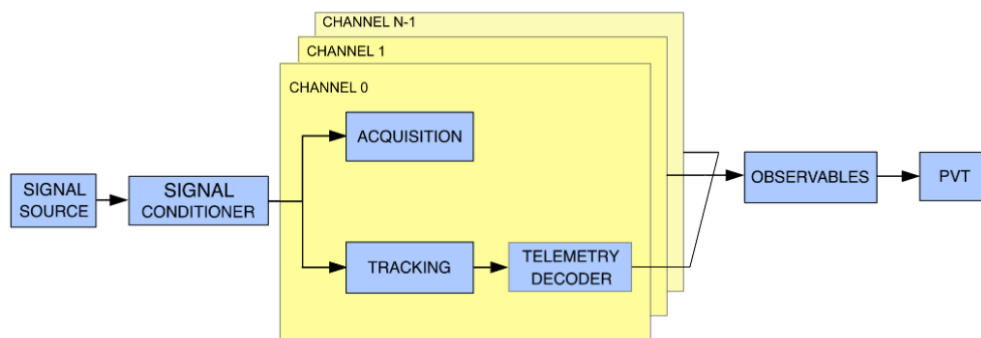 CHANNEL N-1
CHANNEL 1
CHANNEL 0
ACQUISITION
SIGNAL
SOURCE
SIGNAL
CONDITIONER
TRACKING
TELEMETRY
DECODER
OBSERVABLES
PVT